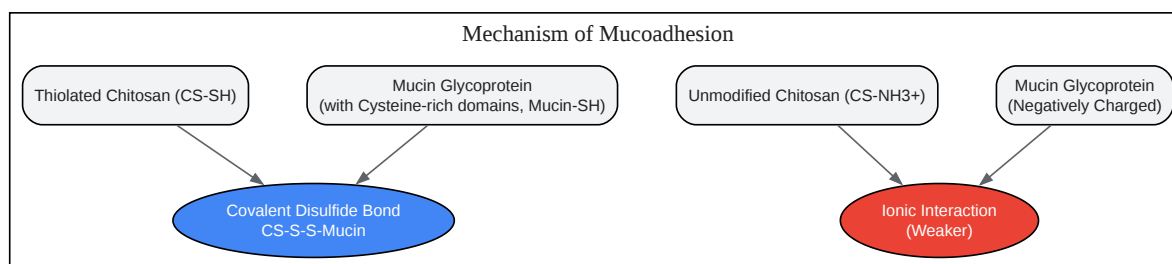 Mechanism of Mucoadhesion
Thiolated Chitosan (CS-SH)
Mucin Glycoprotein
(with Cysteine-rich domains, Mucin-SH)
Unmodified Chitosan (CS-NH3+)
Mucin Glycoprotein
(Negatively Charged)
Covalent Disulfide Bond
CS-S-S-Mucin
Ionic Interaction
(Weaker)